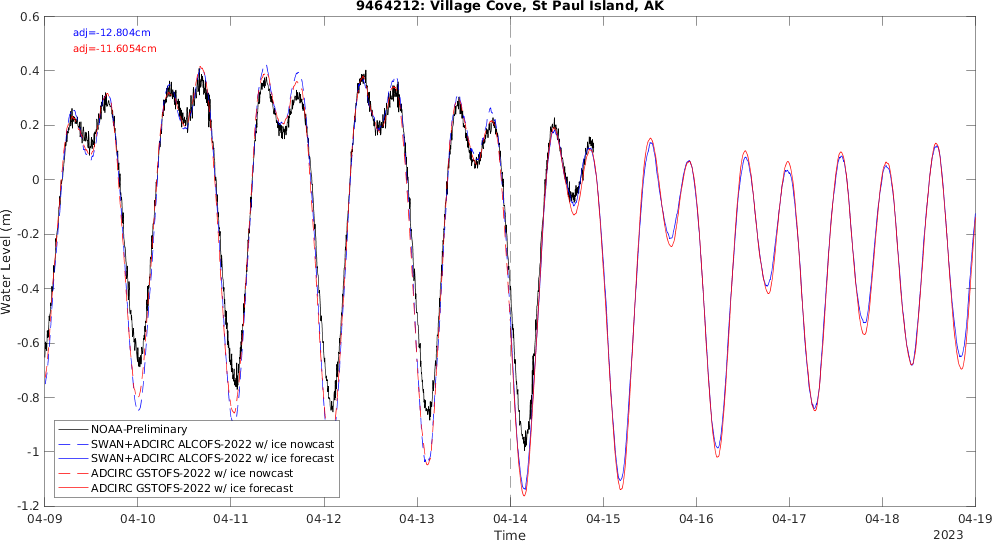 9464212: Village Cove, St Paul Island, AK
adj=-12.804cm
adj=-11.6054cm
0.6
0.4
0.2
0
-0.2
-0.4
-0.6
-0.8
-1
-1.2
Water Level (m)
NOAA-Preliminary
SWAN+ADCIRC ALCOFS-2022 w/ ice nowcast
SWAN+ADCIRC ALCOFS-2022 w/ ice forecast
ADCIRC GSTOFS-2022 w/ ice nowcast
ADCIRC GSTOFS-2022 w/ ice forecast
04-09 04-10 04-11 04-12 04-13 04-14 04-15 04-16 04-17 04-18 04-19
Time
2023